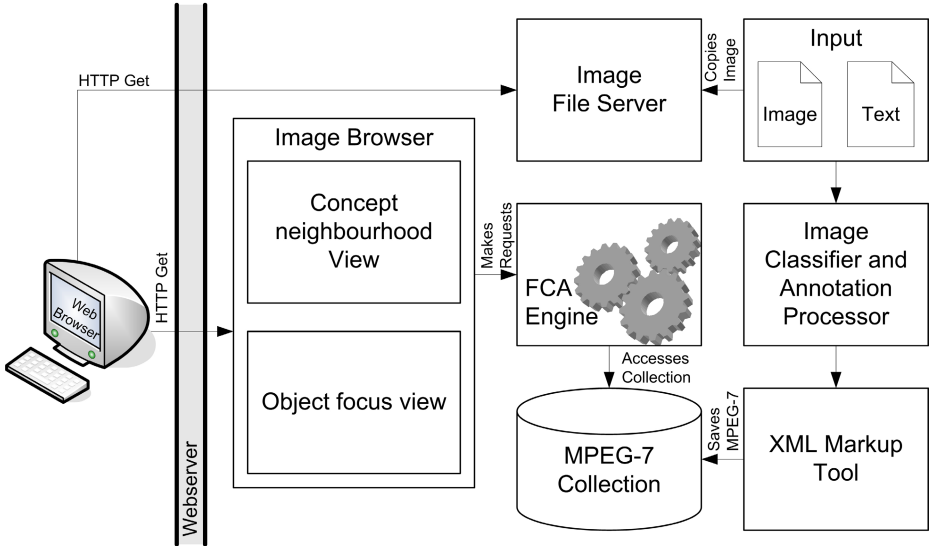 HTTP Get
Image
File Server
Copies
Image
Input
Image
Text
Image Browser
Concept
neighbourhood
View
Makes
Requests
FCA
Engine
Image
Classifier and
Annotation
Processor
HTTP Get
Web
Browser
Object focus view
Accesses
Collection
MPEG-7
Collection
Saves
MPEG-7
XML Markup
Tool
Webserver